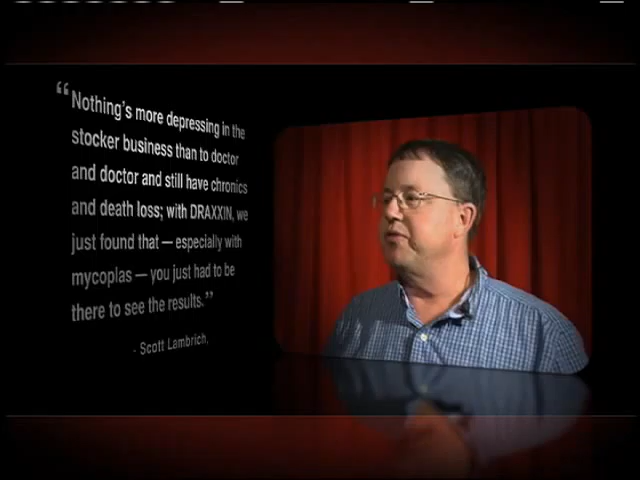 “Nothing's more depressing in the
stocker business than to doctor
and doctor and still have chronics
and death loss; with DRAXXIN, we
just found that — especially with
mycoplas — you just had to be
there to see the results.”
- Scott Lambrich,